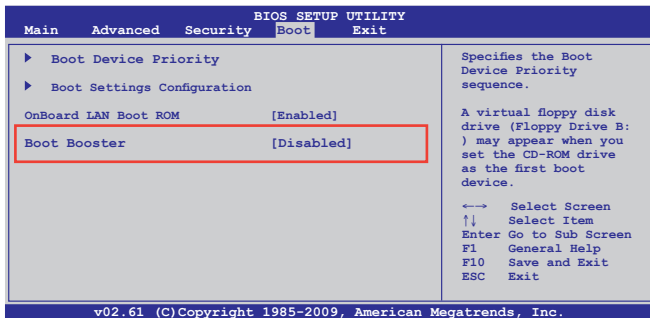 BIOS SETUP UTILITY
Main Advanced Security Boot Exit
Boot Device Priority
Boot Settings Configuration
OnBoard LAN Boot ROM [Enabled]
Boot Booster [Disabled]
Specifies the Boot
Device Priority
sequence.
A virtual floppy disk
drive (Floppy Drive B:
) may appear when you
set the CD-ROM drive
as the first boot
device.
←→ Select Screen
↑↓ Select Item
Enter Go to Sub Screen
F1 General Help
F10 Save and Exit
ESC Exit
v02.61 (C)Copyright 1985-2009, American Megatrends, Inc.